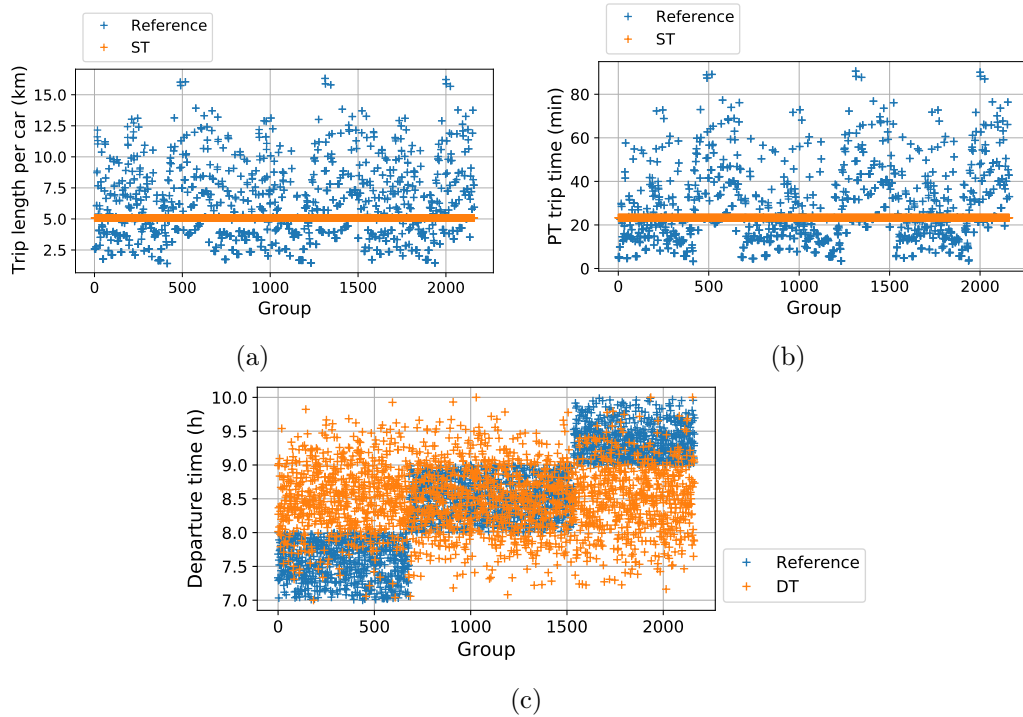 Reference
ST
Trip length per car (km)
15.0
12.5
10.0
7.5
5.0
2.5
0
500
1000
1500
2000
Group
(a)
Reference
ST
PT trip time (min)
80
60
40
20
0
0
500
1000
1500
2000
Group
(b)
Departure time (h)
10.0
9.5
9.0
8.5
8.0
7.5
7.0
0
500
1000
1500
2000
Group
Reference
DT
(c)